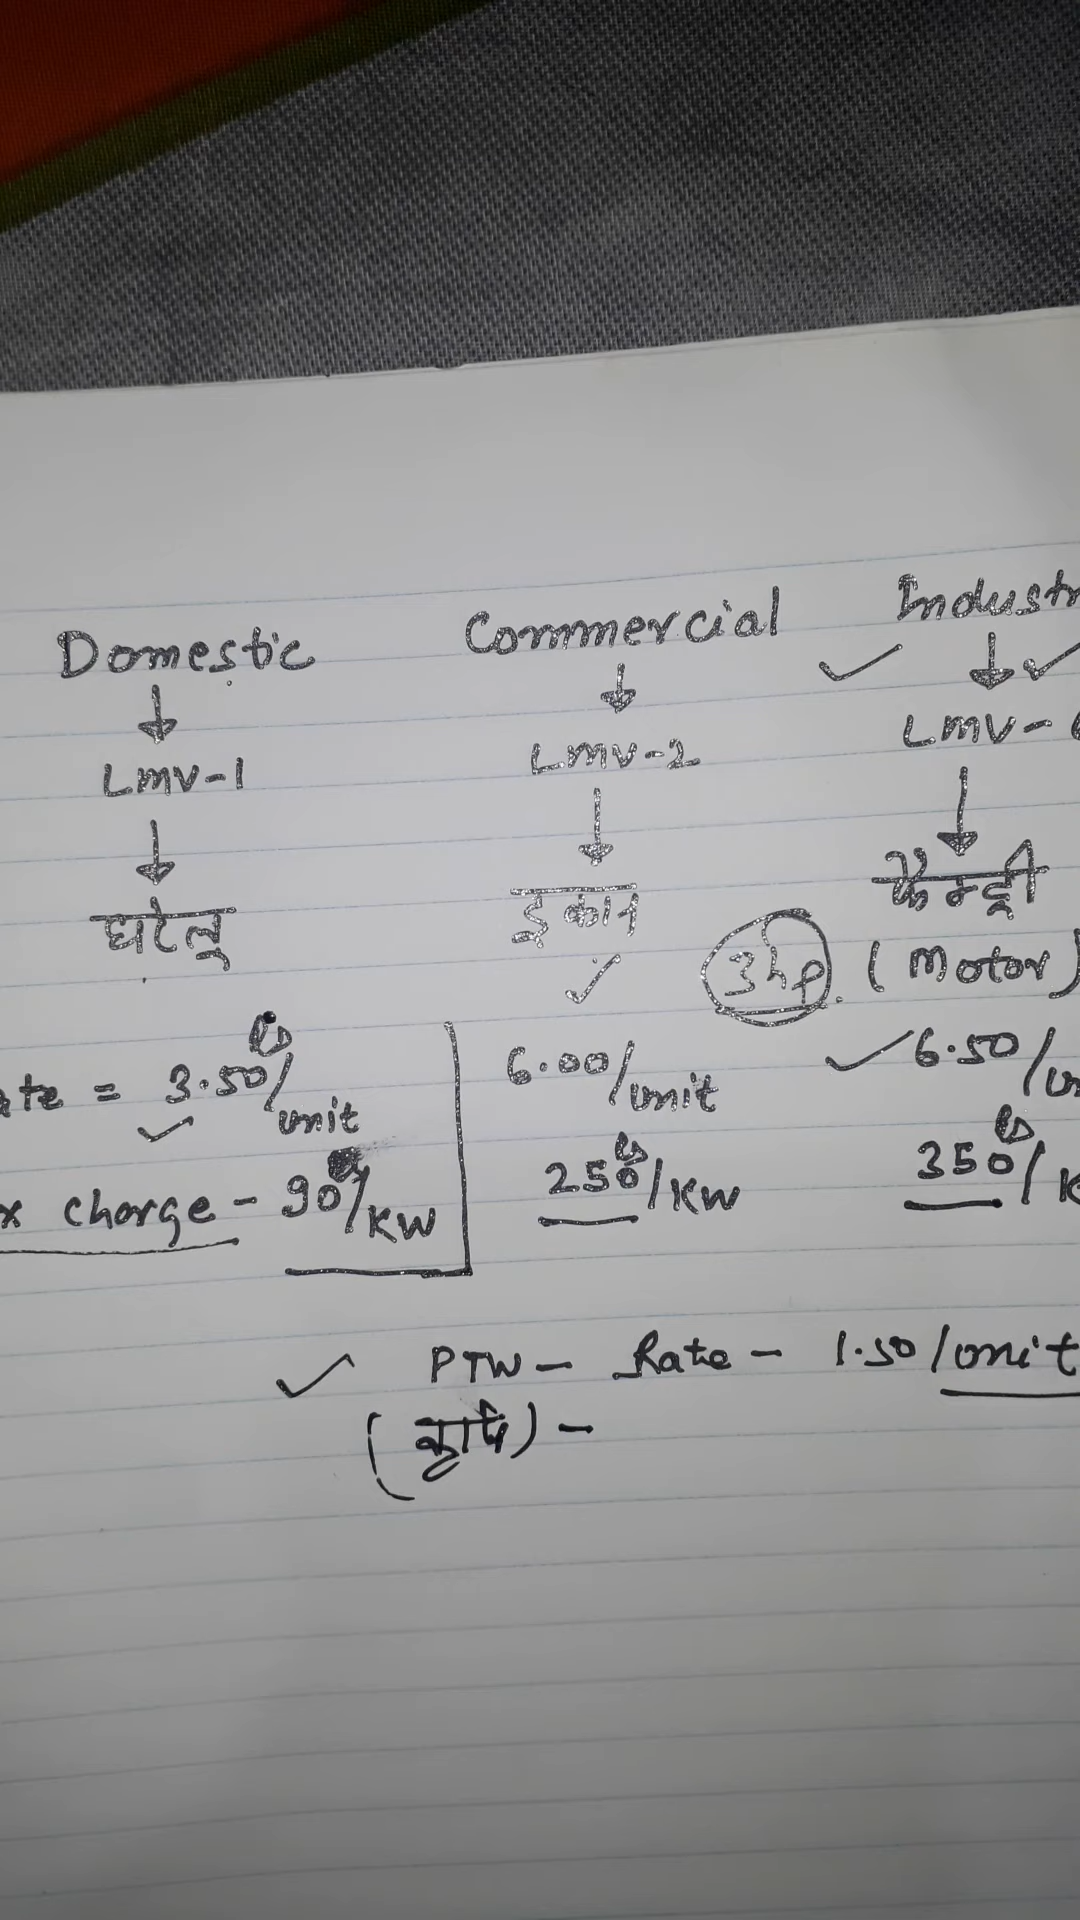 Domestic Commercial Industr
LMV-1 LMV-2 LMV-
घरेलू दुकान फैक्ट्री
3hp. (Motor)
ate = 3.50/unit 6.00/unit 6.50/
x charge - 90/KW 250/KW 350/K
PTW - Rate - 1.50/unit